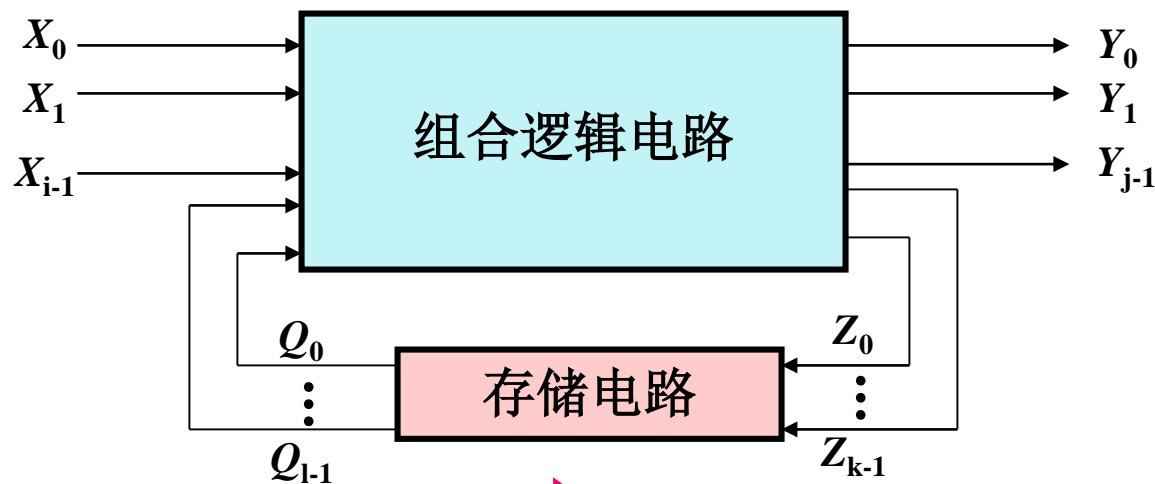 X₀
Y₀
X₁
组合逻辑电路
Y₁
Xᵢ₋₁
Yⱼ₋₁
Q₀
Z₀
存储电路
Qₗ₋₁
Zₖ₋₁